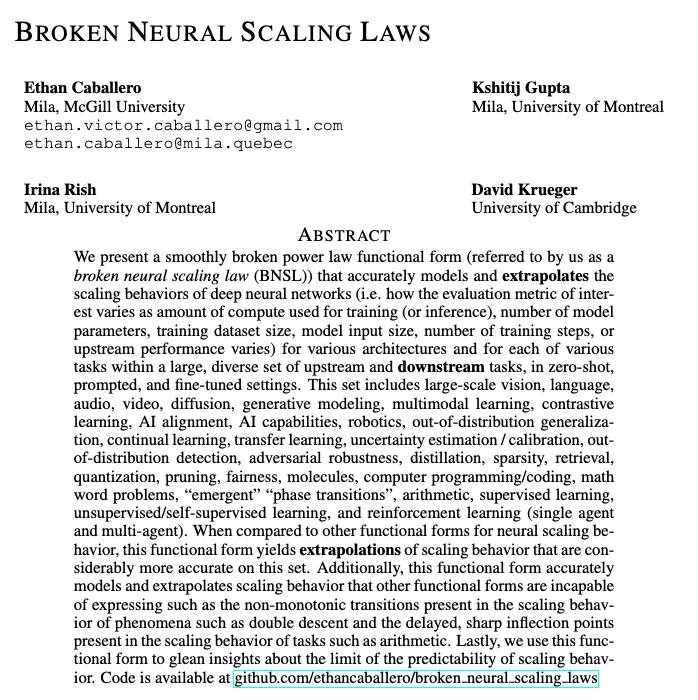 BROKEN NEURAL SCALING LAWS
Ethan Caballero
Mila, McGill University
ethan.victor.caballero@gmail.com
ethan.caballero@mila.quebec
Kshitij Gupta
Mila, University of Montreal
Irina Rish
Mila, University of Montreal
David Krueger
University of Cambridge
ABSTRACT
We present a smoothly broken power law functional form (referred to by us as a
broken neural scaling law (BNSL)) that accurately models and extrapolates the
scaling behaviors of deep neural networks (i.e. how the evaluation metric of inter-
est varies as amount of compute used for training (or inference), number of model
parameters, training dataset size, model input size, number of training steps, or
upstream performance varies) for various architectures and for each of various
tasks within a large, diverse set of upstream and downstream tasks, in zero-shot,
prompted, and fine-tuned settings. This set includes large-scale vision, language,
audio, video, diffusion, generative modeling, multimodal learning, contrastive
learning, AI alignment, AI capabilities, robotics, out-of-distribution generaliza-
tion, continual learning, transfer learning, uncertainty estimation / calibration, out-
of-distribution detection, adversarial robustness, distillation, sparsity, retrieval,
quantization, pruning, fairness, molecules, computer programming/coding, math
word problems, “emergent” “phase transitions”, arithmetic, supervised learning,
unsupervised/self-supervised learning, and reinforcement learning (single agent
and multi-agent). When compared to other functional forms for neural scaling be-
havior, this functional form yields extrapolations of scaling behavior that are con-
siderably more accurate on this set. Additionally, this functional form accurately
models and extrapolates scaling behavior that other functional forms are incapable
of expressing such as the non-monotonic transitions present in the scaling behav-
ior of phenomena such as double descent and the delayed, sharp inflection points
present in the scaling behavior of tasks such as arithmetic. Lastly, we use this func-
tional form to glean insights about the limit of the predictability of scaling behav-
ior. Code is available at github.com/ethancaballero/broken_neural_scaling_laws